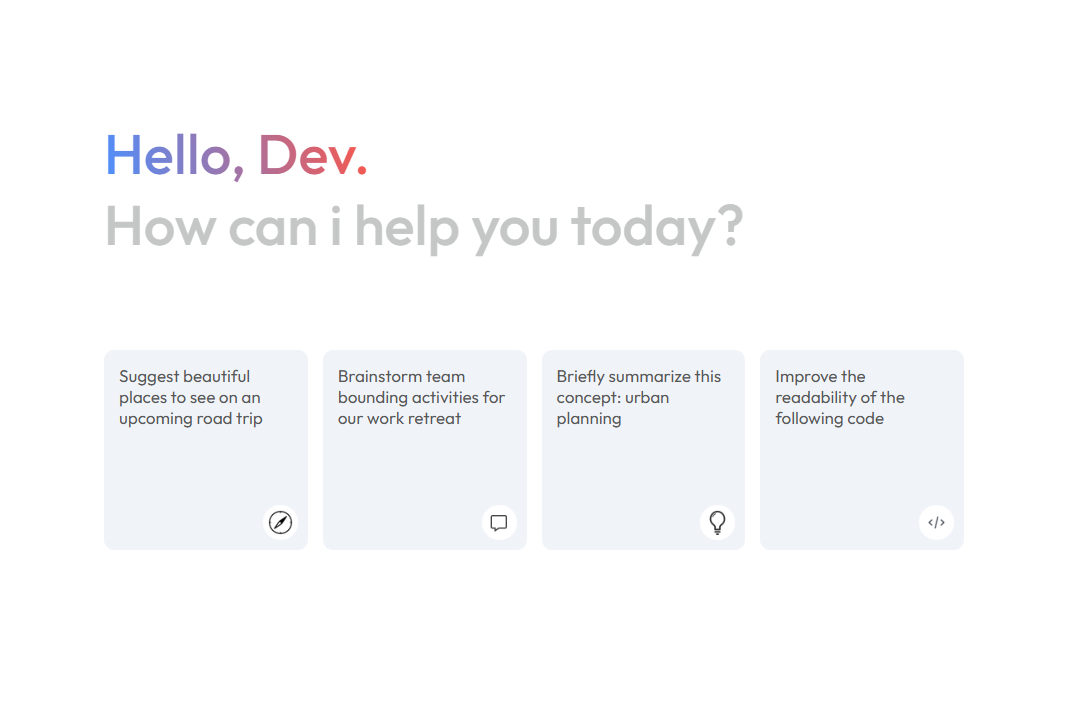 Hello, Dev.
How can i help you today?
Suggest beautiful
places to see on an
upcoming road trip
Brainstorm team
bounding activities for
our work retreat
Briefly summarize this
concept: urban
planning
Improve the
readability of the
following code